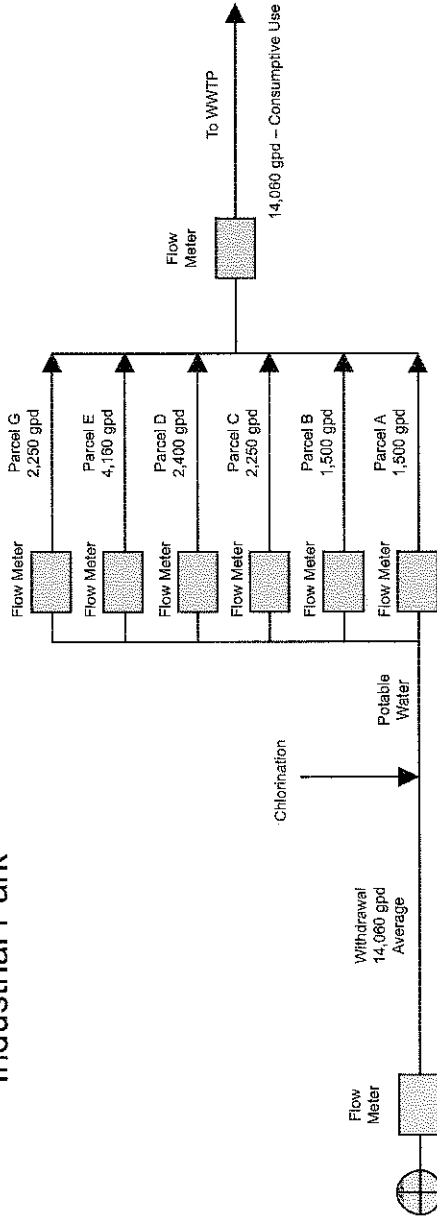 Industrial Park
Flow
Meter
Withdrawal
14,060 gpd
Average
Chlorination
Potable
Water
Flow Meter
Parcel G
2,250 gpd
Flow Meter
Parcel E
4,160 gpd
Flow Meter
Parcel D
2,400 gpd
Flow Meter
Parcel C
2,250 gpd
Flow Meter
Parcel B
1,500 gpd
Flow Meter
Parcel A
1,500 gpd
Flow
Meter
To WWTP
14,060 gpd – Consumptive Use